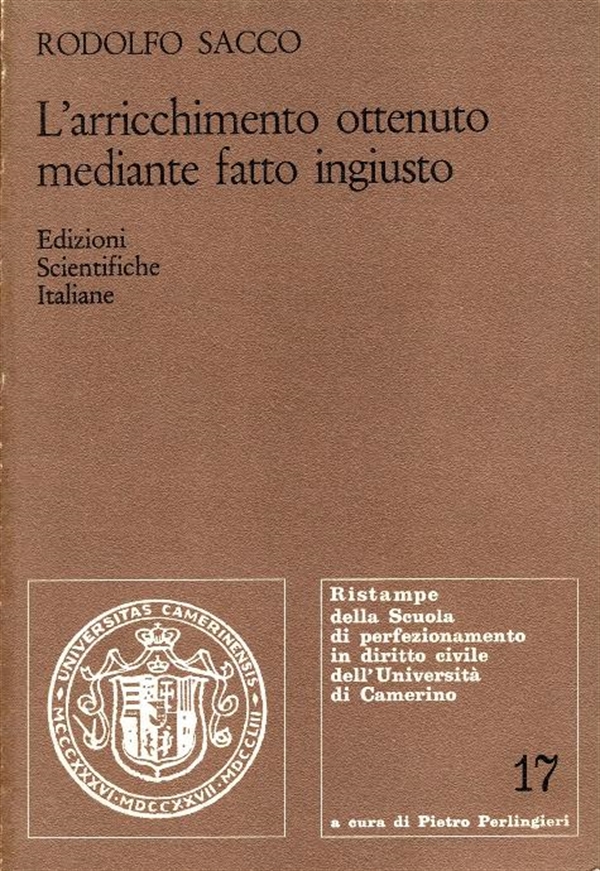 RODOLFO SACCO
L'arricchimento ottenuto
mediante fatto ingiusto
Edizioni
Scientifiche
Italiane
UNIVERSITAS CAMERINENSIS
MCCCXXXVI-MDCCXXVII-MDCCLIII
Ristampe
della Scuola
di perfezionamento
in diritto civile
dell'Università
di Camerino
17
a cura di Pietro Perlingieri